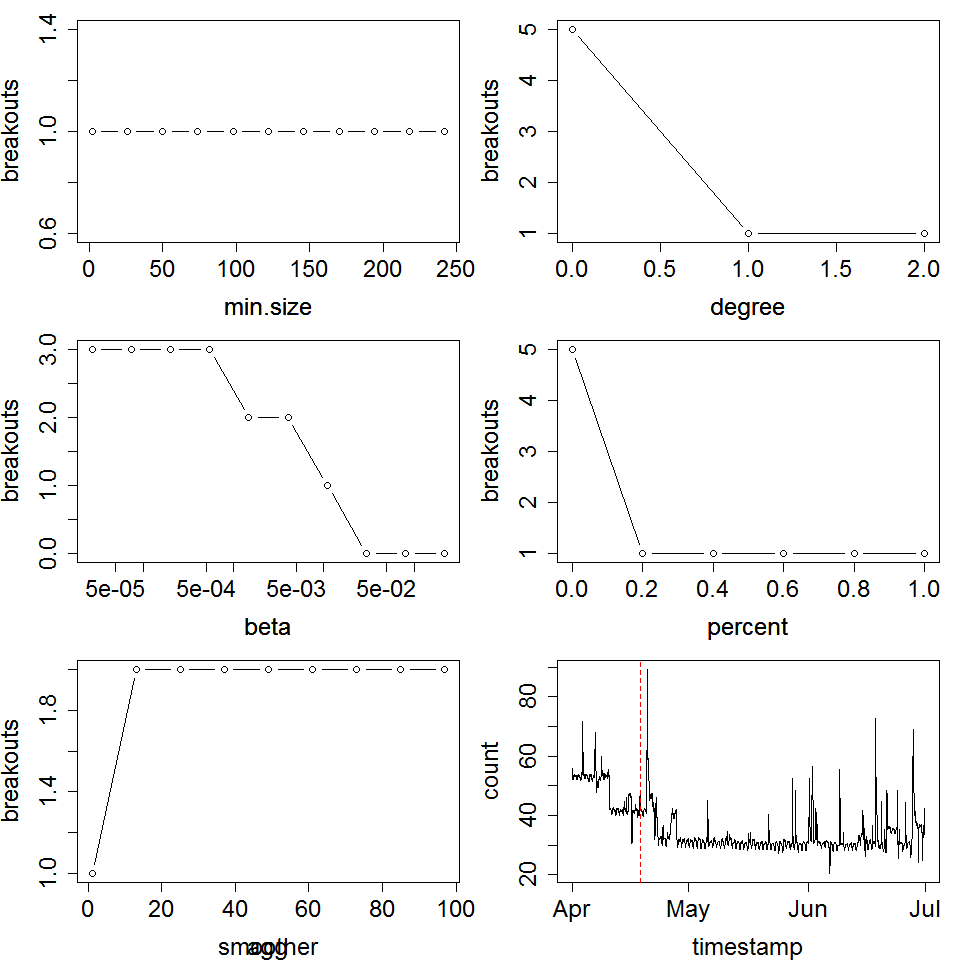 breakouts
1.4
1.0
0.6
0 50 100 150 200 250
min.size
breakouts
5
4
3
2
1
0.0 0.5 1.0 1.5 2.0
degree
breakouts
3.0
2.0
1.0
0.0
5e-05 5e-04 5e-03 5e-02
beta
breakouts
5
4
3
2
1
0.0 0.2 0.4 0.6 0.8 1.0
percent
breakouts
1.8
1.4
1.0
0 20 40 60 80 100
smoother
count
80
60
40
20
Apr May Jun Jul
timestamp